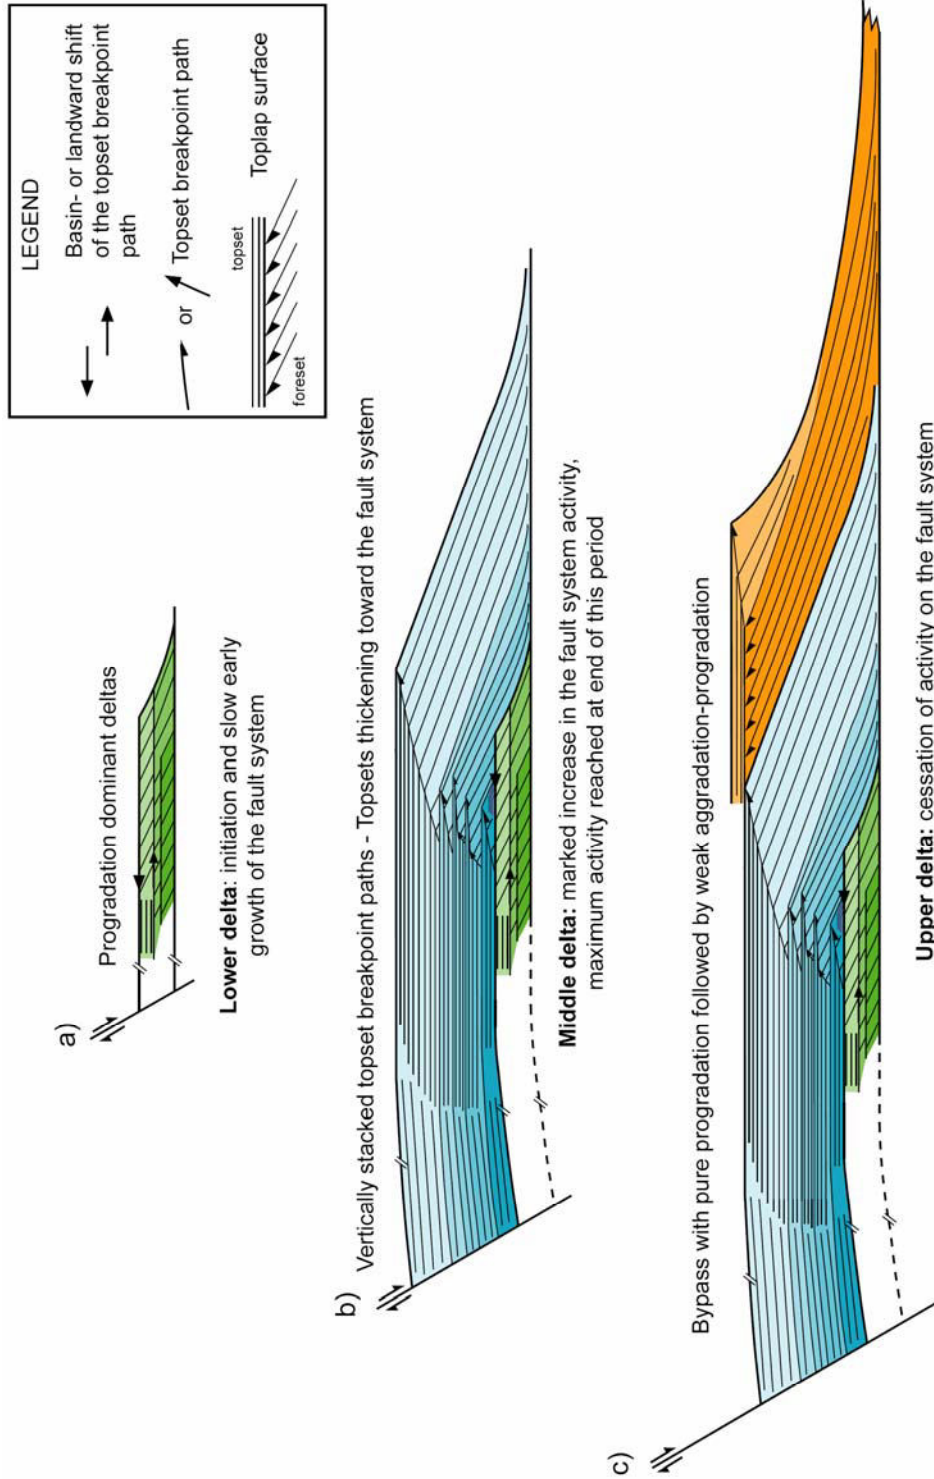 LEGEND
Basin- or landward shift
of the topset breakpoint
path
or
Topset breakpoint path
topset
Toplap surface
foreset
a)
Progradation dominant deltas
Lower delta: initiation and slow early
growth of the fault system
b)
Vertically stacked topset breakpoint paths - Topsets thickening toward the fault system
Middle delta: marked increase in the fault system activity,
maximum activity reached at end of this period
c)
Bypass with pure progradation followed by weak aggradation-progradation
Upper delta: cessation of activity on the fault system